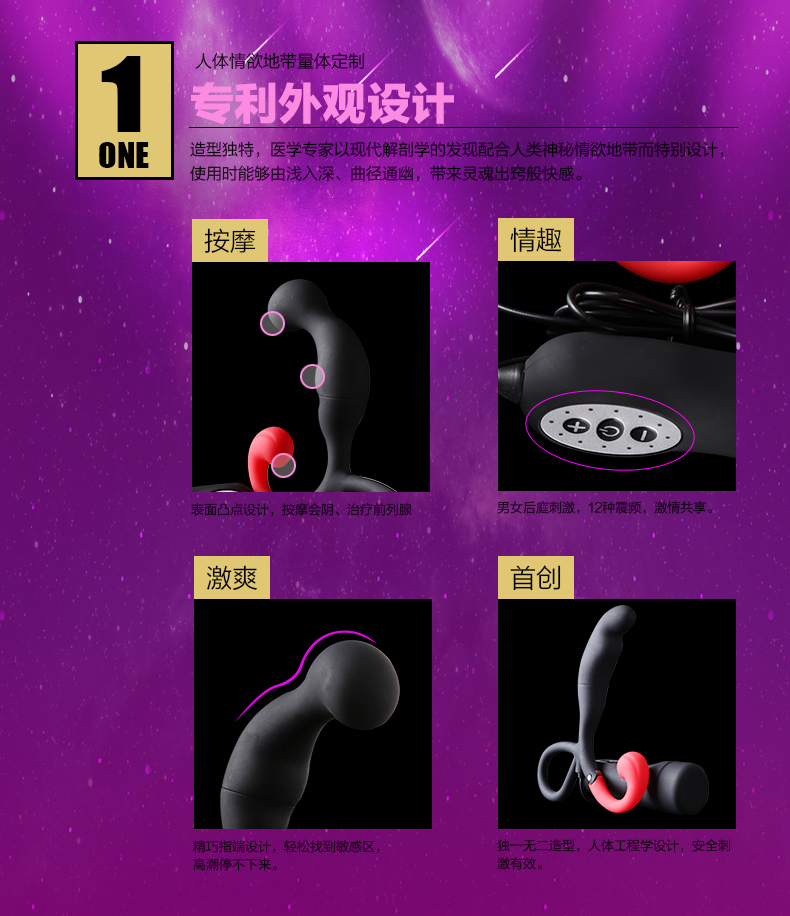 1
ONE
人体情欲地带量体定制
专利外观设计
造型独特，医学专家以现代解剖学的发现配合人类神秘情欲地带而特别设计，
使用时能够由浅入深、曲径通幽，带来灵魂出窍般快感。
按摩
情趣
表面凸点设计，按摩会阴、治疗前列腺
男女后庭刺激，12种震频，激情共享。
激爽
首创
精巧指端设计，轻松找到敏感区，
高潮停不下来。
独一无二造型，人体工程学设计，安全刺
激有效。